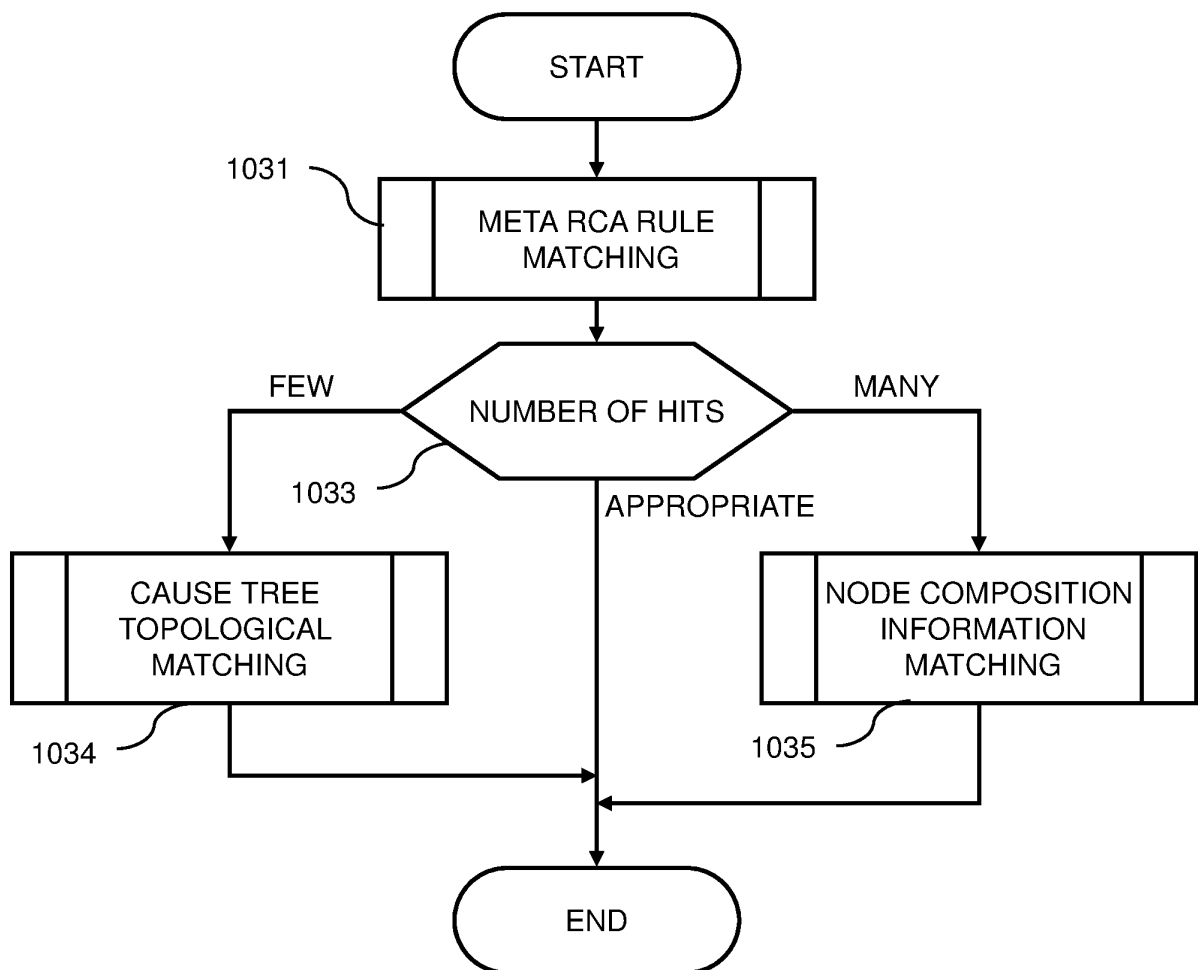 START
1031
META RCA RULE
MATCHING
FEW
MANY
NUMBER OF HITS
1033
APPROPRIATE
CAUSE TREE
TOPOLOGICAL
MATCHING
NODE COMPOSITION
INFORMATION
MATCHING
1034
1035
END